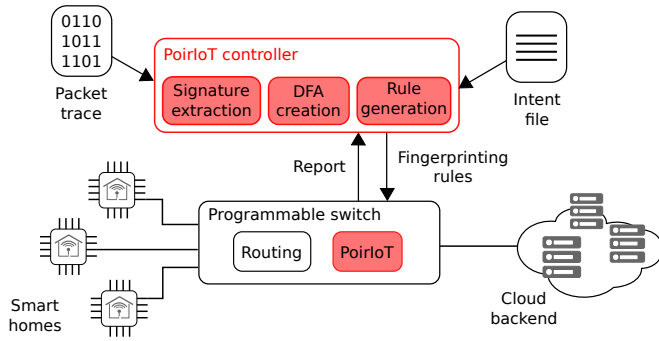 0110
1011
1101
Packet
trace
PoirIoT controller
Signature
extraction
DFA
creation
Rule
generation
Intent
file
Report
Fingerprinting
rules
Programmable switch
Routing
PoirIoT
Smart
homes
Cloud
backend